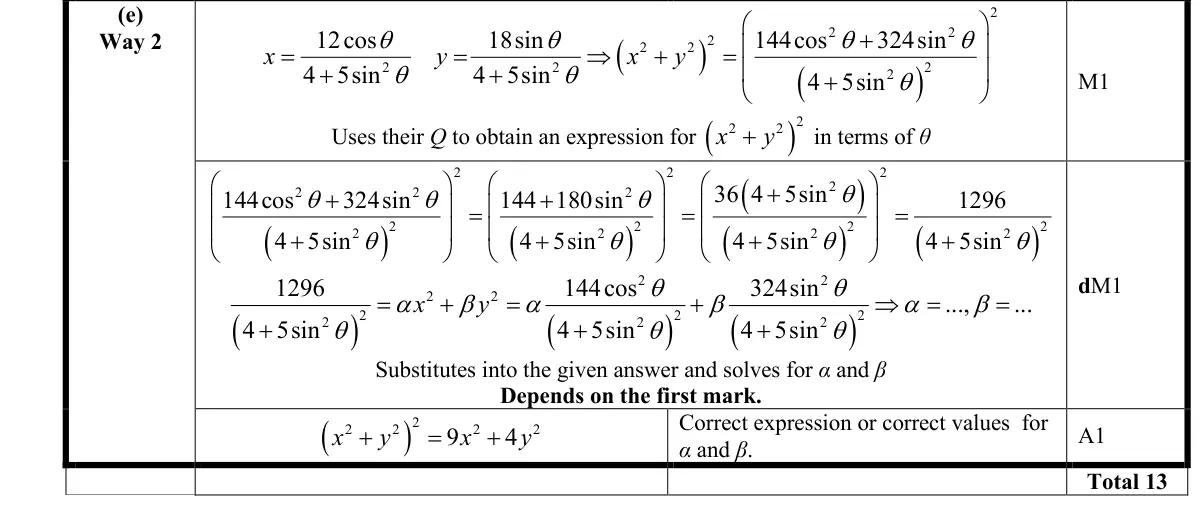 (e)
Way 2
x = 12cosθ / (4 + 5sin²θ)   y = 18sinθ / (4 + 5sin²θ) ⇒ (x² + y²)² = ((144cos²θ + 324sin²θ) / (4 + 5sin²θ)²)²
M1
Uses their Q to obtain an expression for (x² + y²)² in terms of θ
((144cos²θ + 324sin²θ) / (4 + 5sin²θ)²)² = ((144 + 180sin²θ) / (4 + 5sin²θ)²)² = (36(4 + 5sin²θ) / (4 + 5sin²θ)²)² = 1296 / (4 + 5sin²θ)²
1296 / (4 + 5sin²θ)² = αx² + βy² = α 144cos²θ / (4 + 5sin²θ)² + β 324sin²θ / (4 + 5sin²θ)² ⇒ α = ..., β = ...
dM1
Substitutes into the given answer and solves for α and β
Depends on the first mark.
(x² + y²)² = 9x² + 4y²
Correct expression or correct values for
α and β.
A1
Total 13